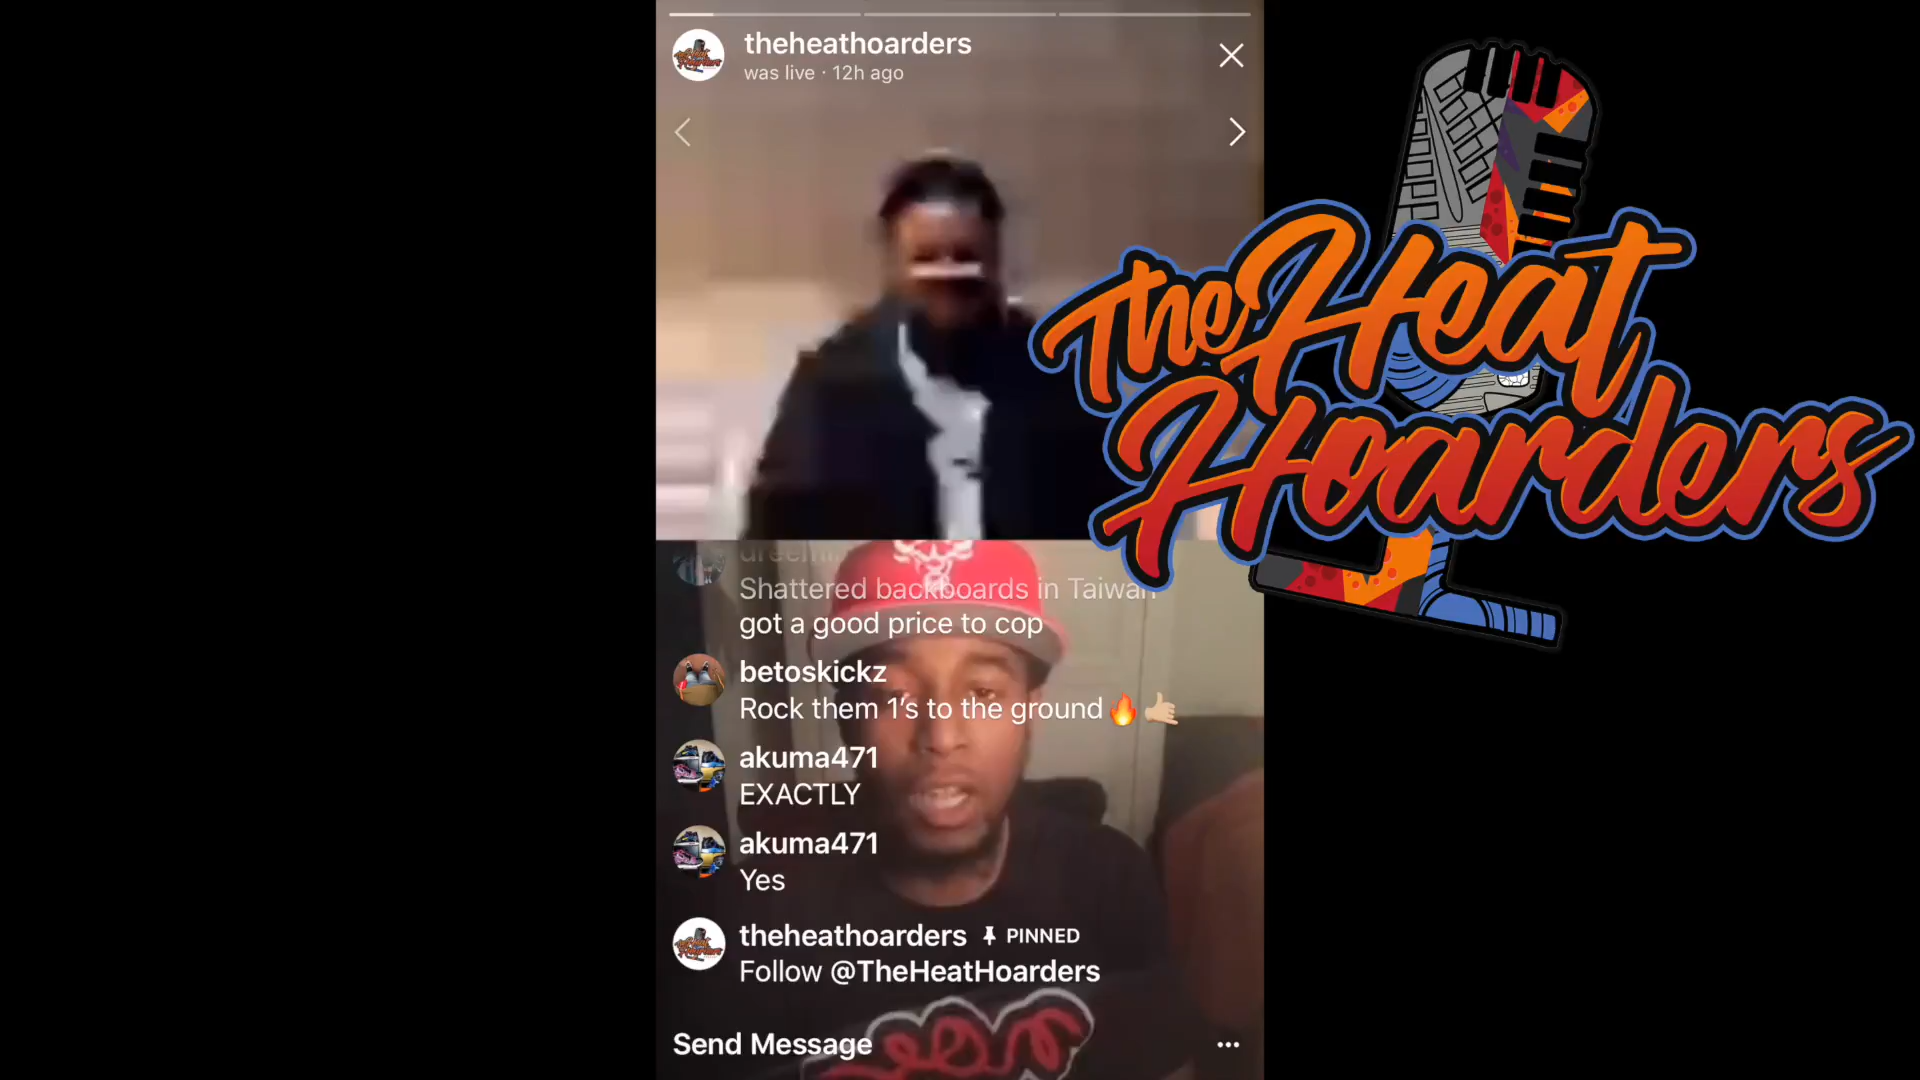 theheathoarders
was live · 12h ago
The Heat
Hoarders
Shattered backboards in Taiwan
got a good price to cop
betoskickz
Rock them 1's to the ground🔥🤙🏼
akuma471
EXACTLY
akuma471
Yes
theheathoarders PINNED
Follow @TheHeatHoarders
Send Message